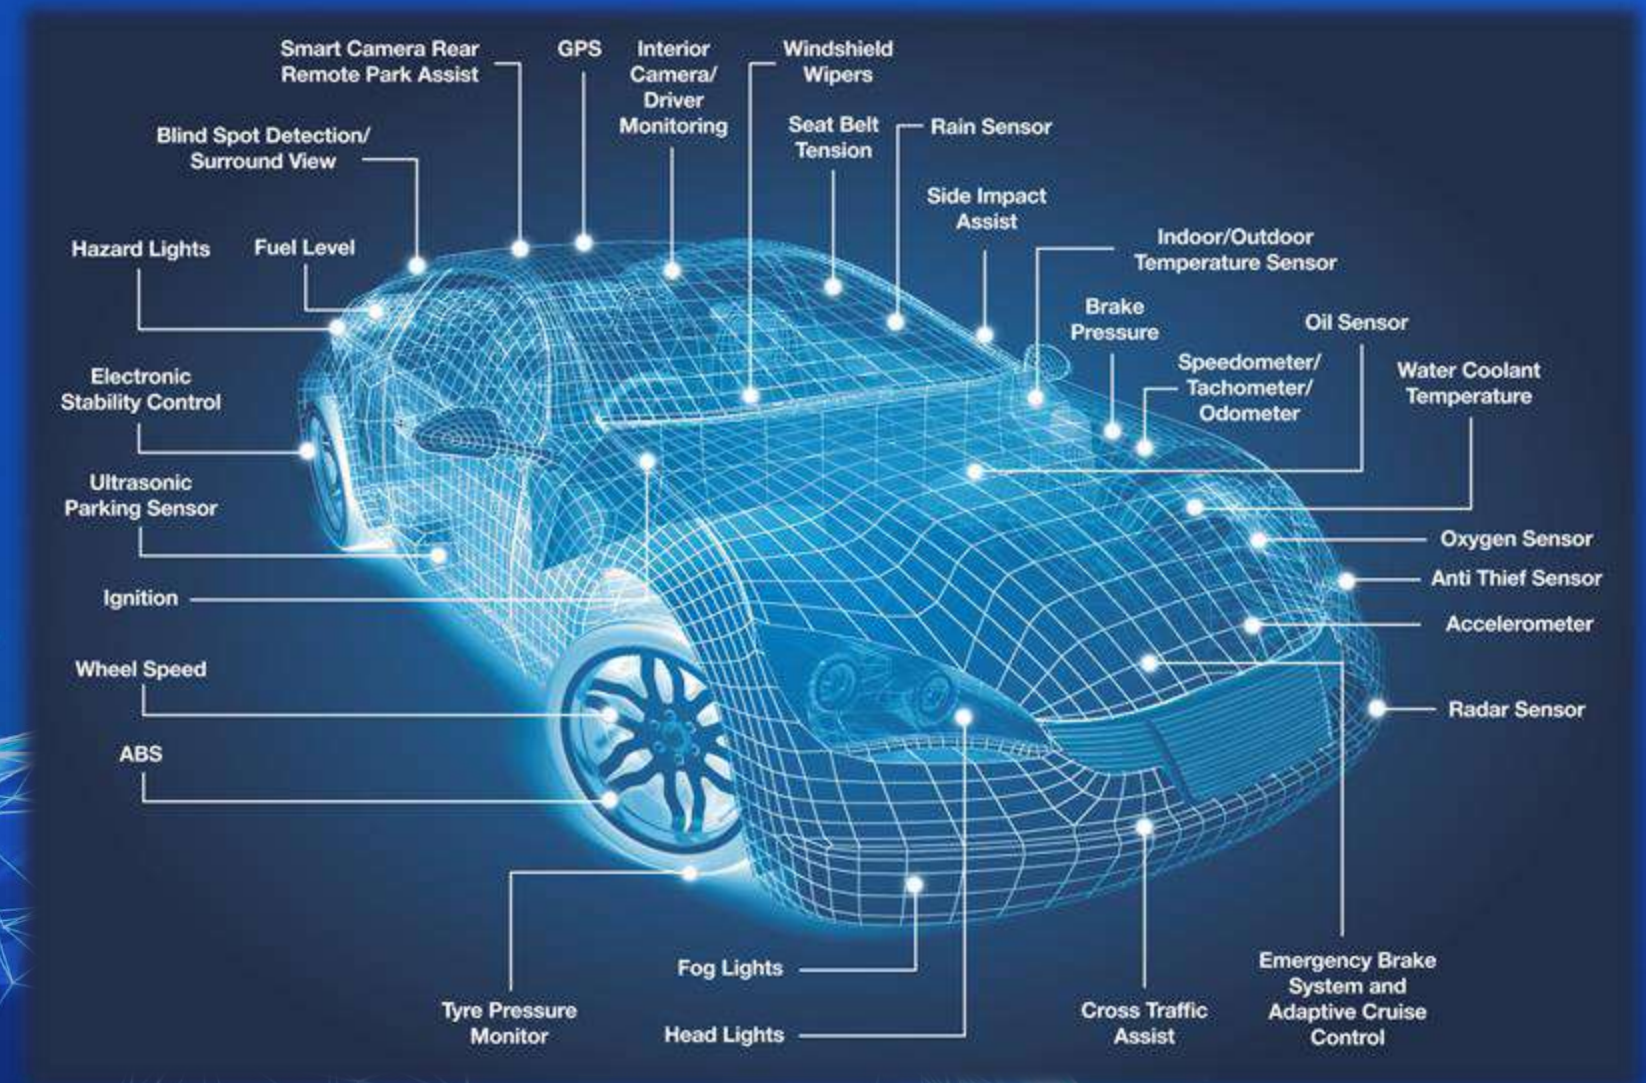 Smart Camera Rear
Remote Park Assist
GPS
Interior
Camera/
Driver
Monitoring
Windshield
Wipers
Blind Spot Detection/
Surround View
Seat Belt
Tension
Rain Sensor
Side Impact
Assist
Hazard Lights
Fuel Level
Indoor/Outdoor
Temperature Sensor
Brake
Pressure
Oil Sensor
Electronic
Stability Control
Speedometer/
Tachometer/
Odometer
Water Coolant
Temperature
Ultrasonic
Parking Sensor
Oxygen Sensor
Anti Thief Sensor
Ignition
Accelerometer
Wheel Speed
Radar Sensor
ABS
Tyre Pressure
Monitor
Fog Lights
Head Lights
Cross Traffic
Assist
Emergency Brake
System and
Adaptive Cruise
Control